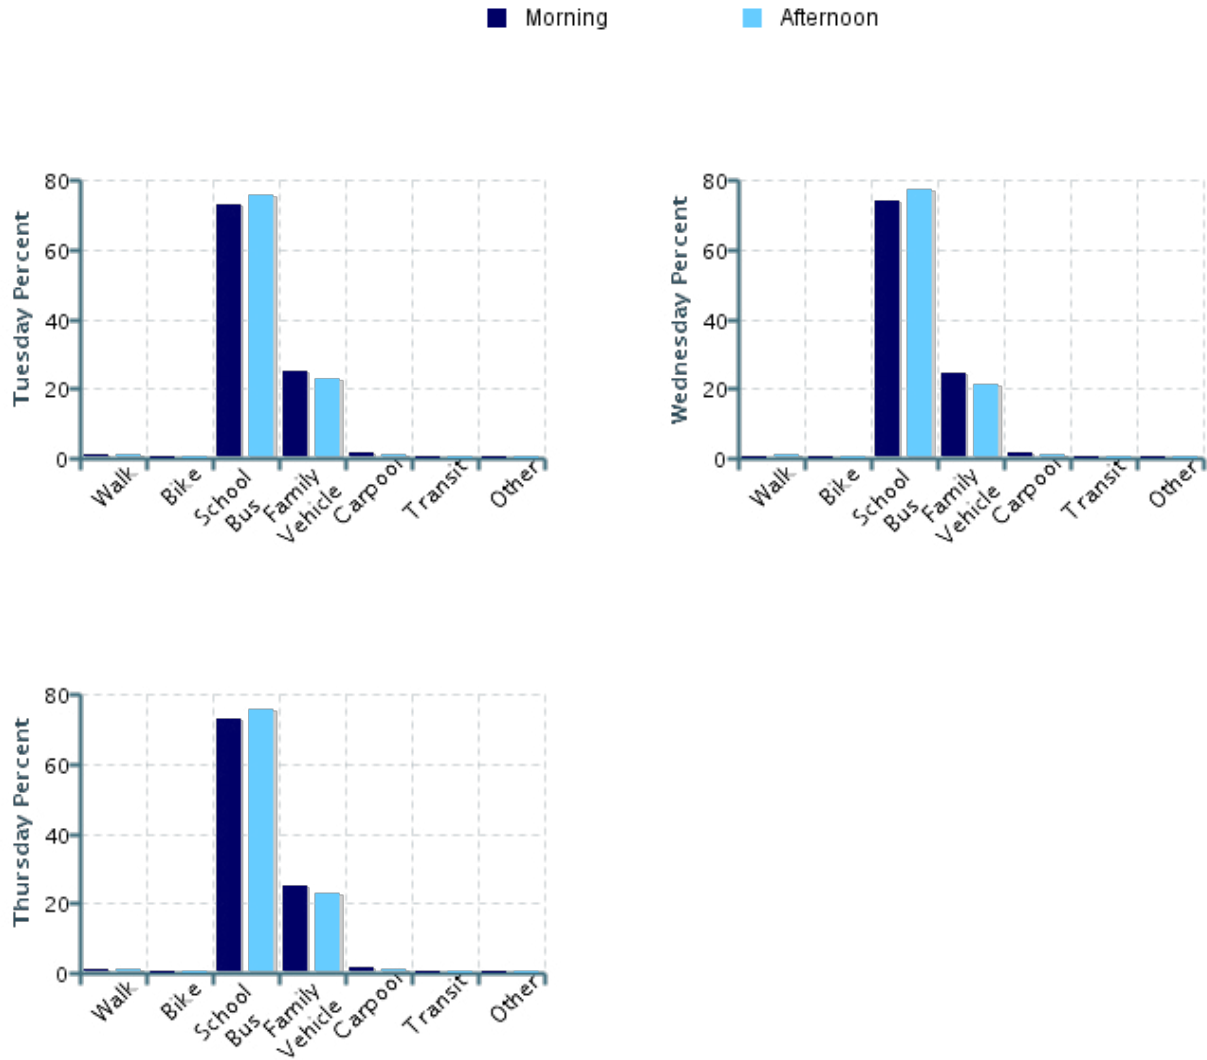 Morning Afternoon
Tuesday Percent
80
60
40
20
0
Walk
Bike
School
Bus
Family
Vehicle
Carpool
Transit
Other
Wednesday Percent
80
60
40
20
0
Walk
Bike
School
Bus
Family
Vehicle
Carpool
Transit
Other
Thursday Percent
80
60
40
20
0
Walk
Bike
School
Bus
Family
Vehicle
Carpool
Transit
Other